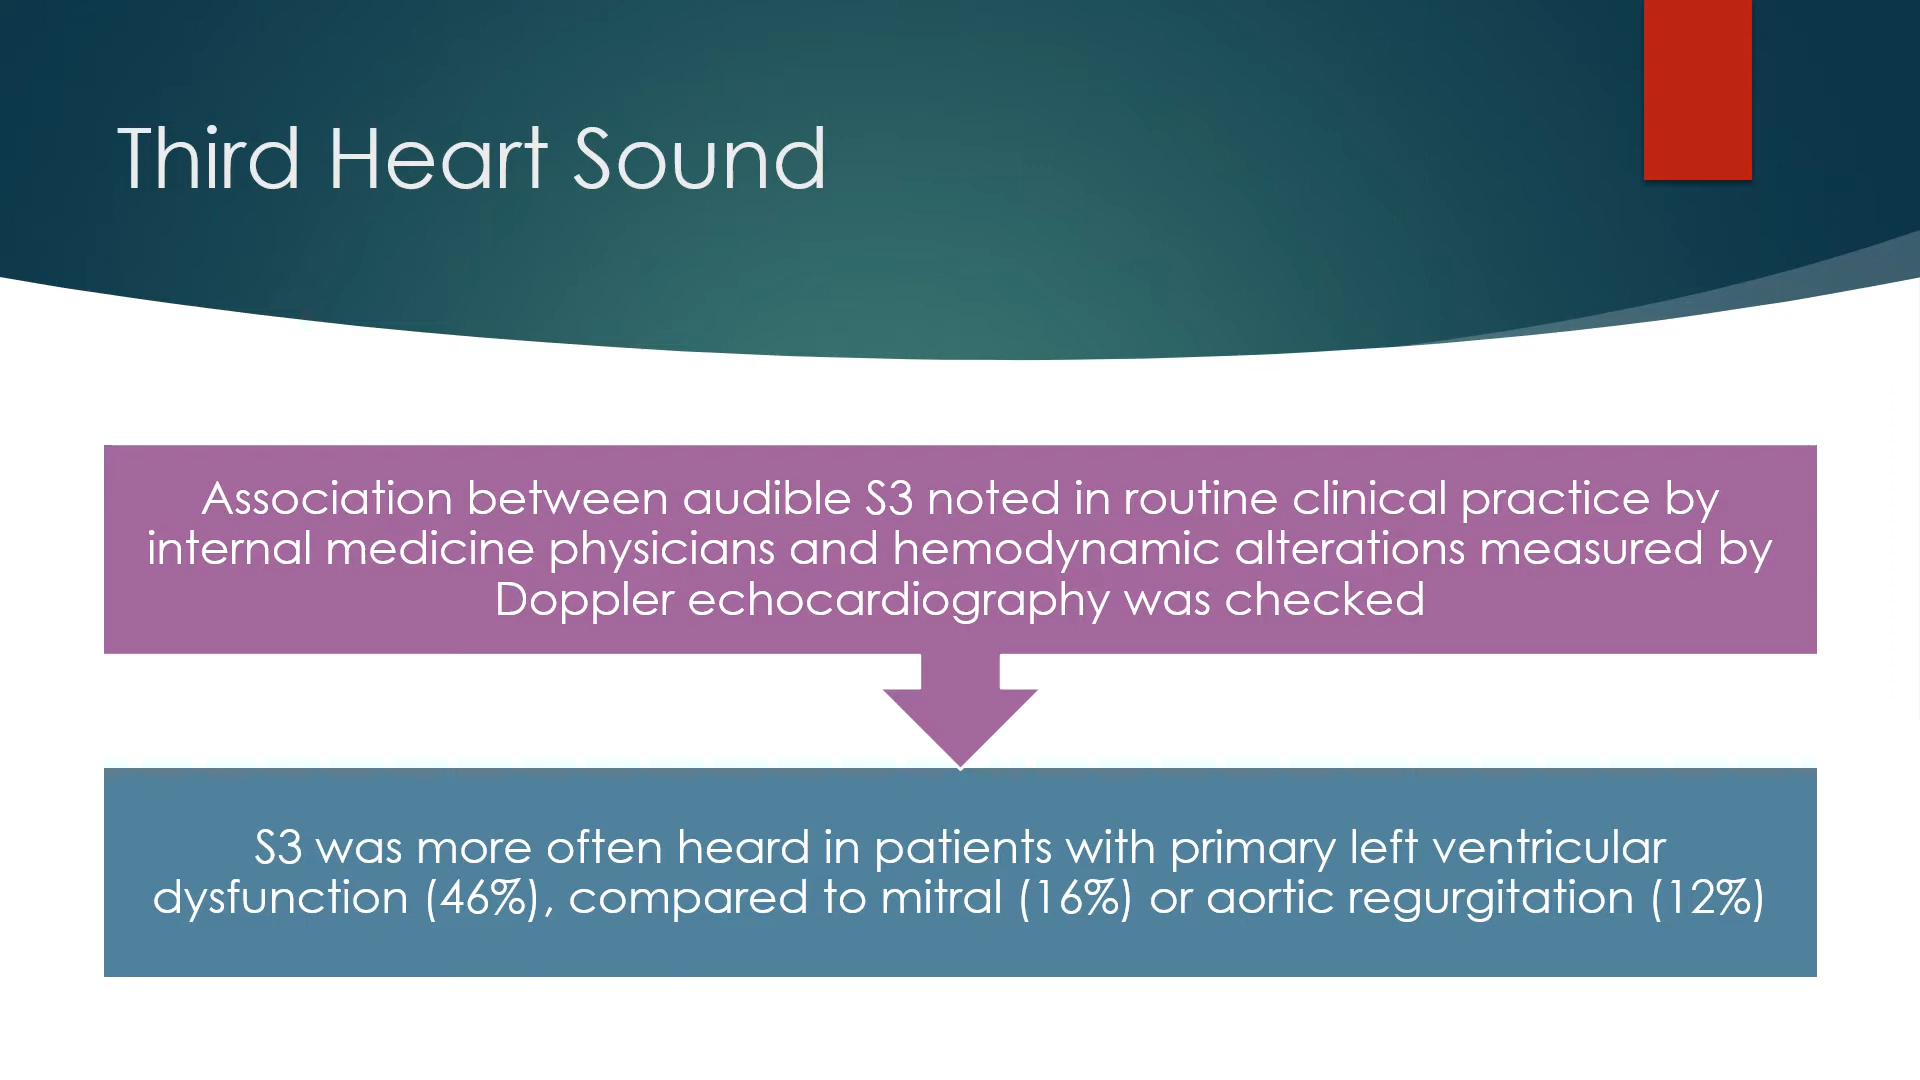 Third Heart Sound
Association between audible S3 noted in routine clinical practice by
internal medicine physicians and hemodynamic alterations measured by
Doppler echocardiography was checked
S3 was more often heard in patients with primary left ventricular
dysfunction (46%), compared to mitral (16%) or aortic regurgitation (12%)